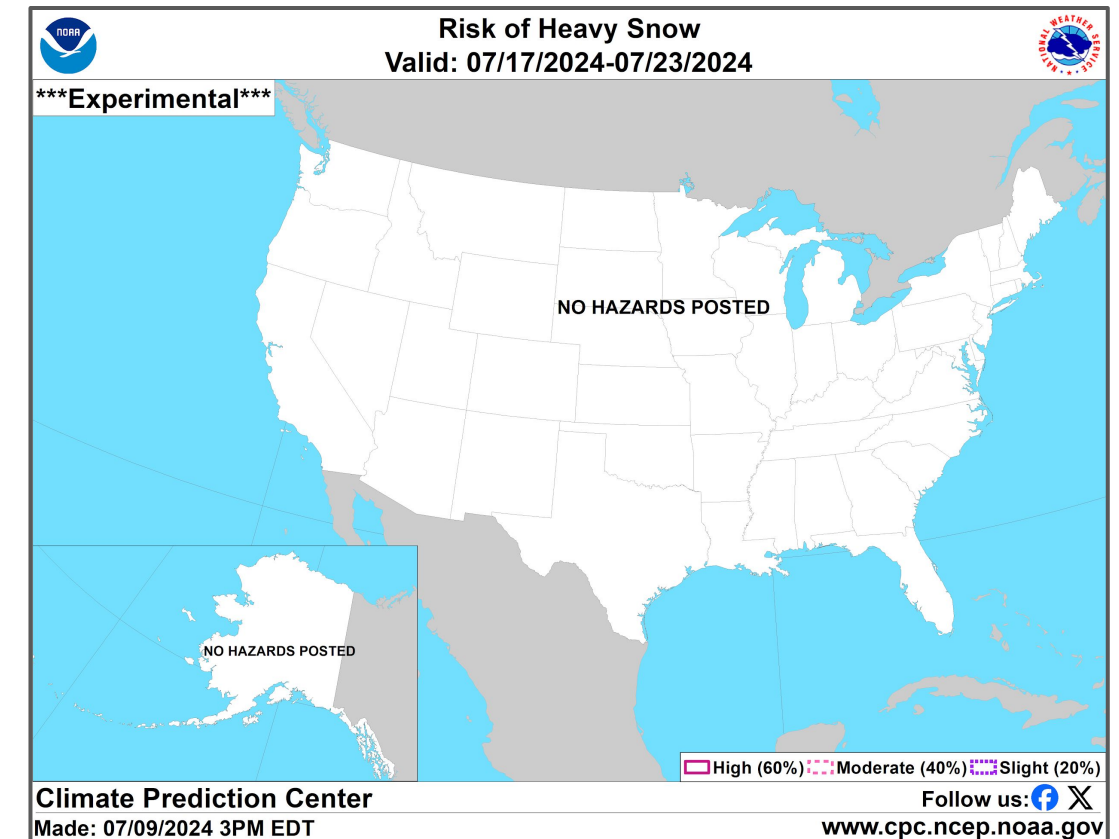 NOAA
Risk of Heavy Snow
Valid: 07/17/2024-07/23/2024
NATIONAL WEATHER SERVICE
***Experimental***
NO HAZARDS POSTED
NO HAZARDS POSTED
High (60%) Moderate (40%) Slight (20%)
Climate Prediction Center
Follow us:
Made: 07/09/2024 3PM EDT
www.cpc.ncep.noaa.gov